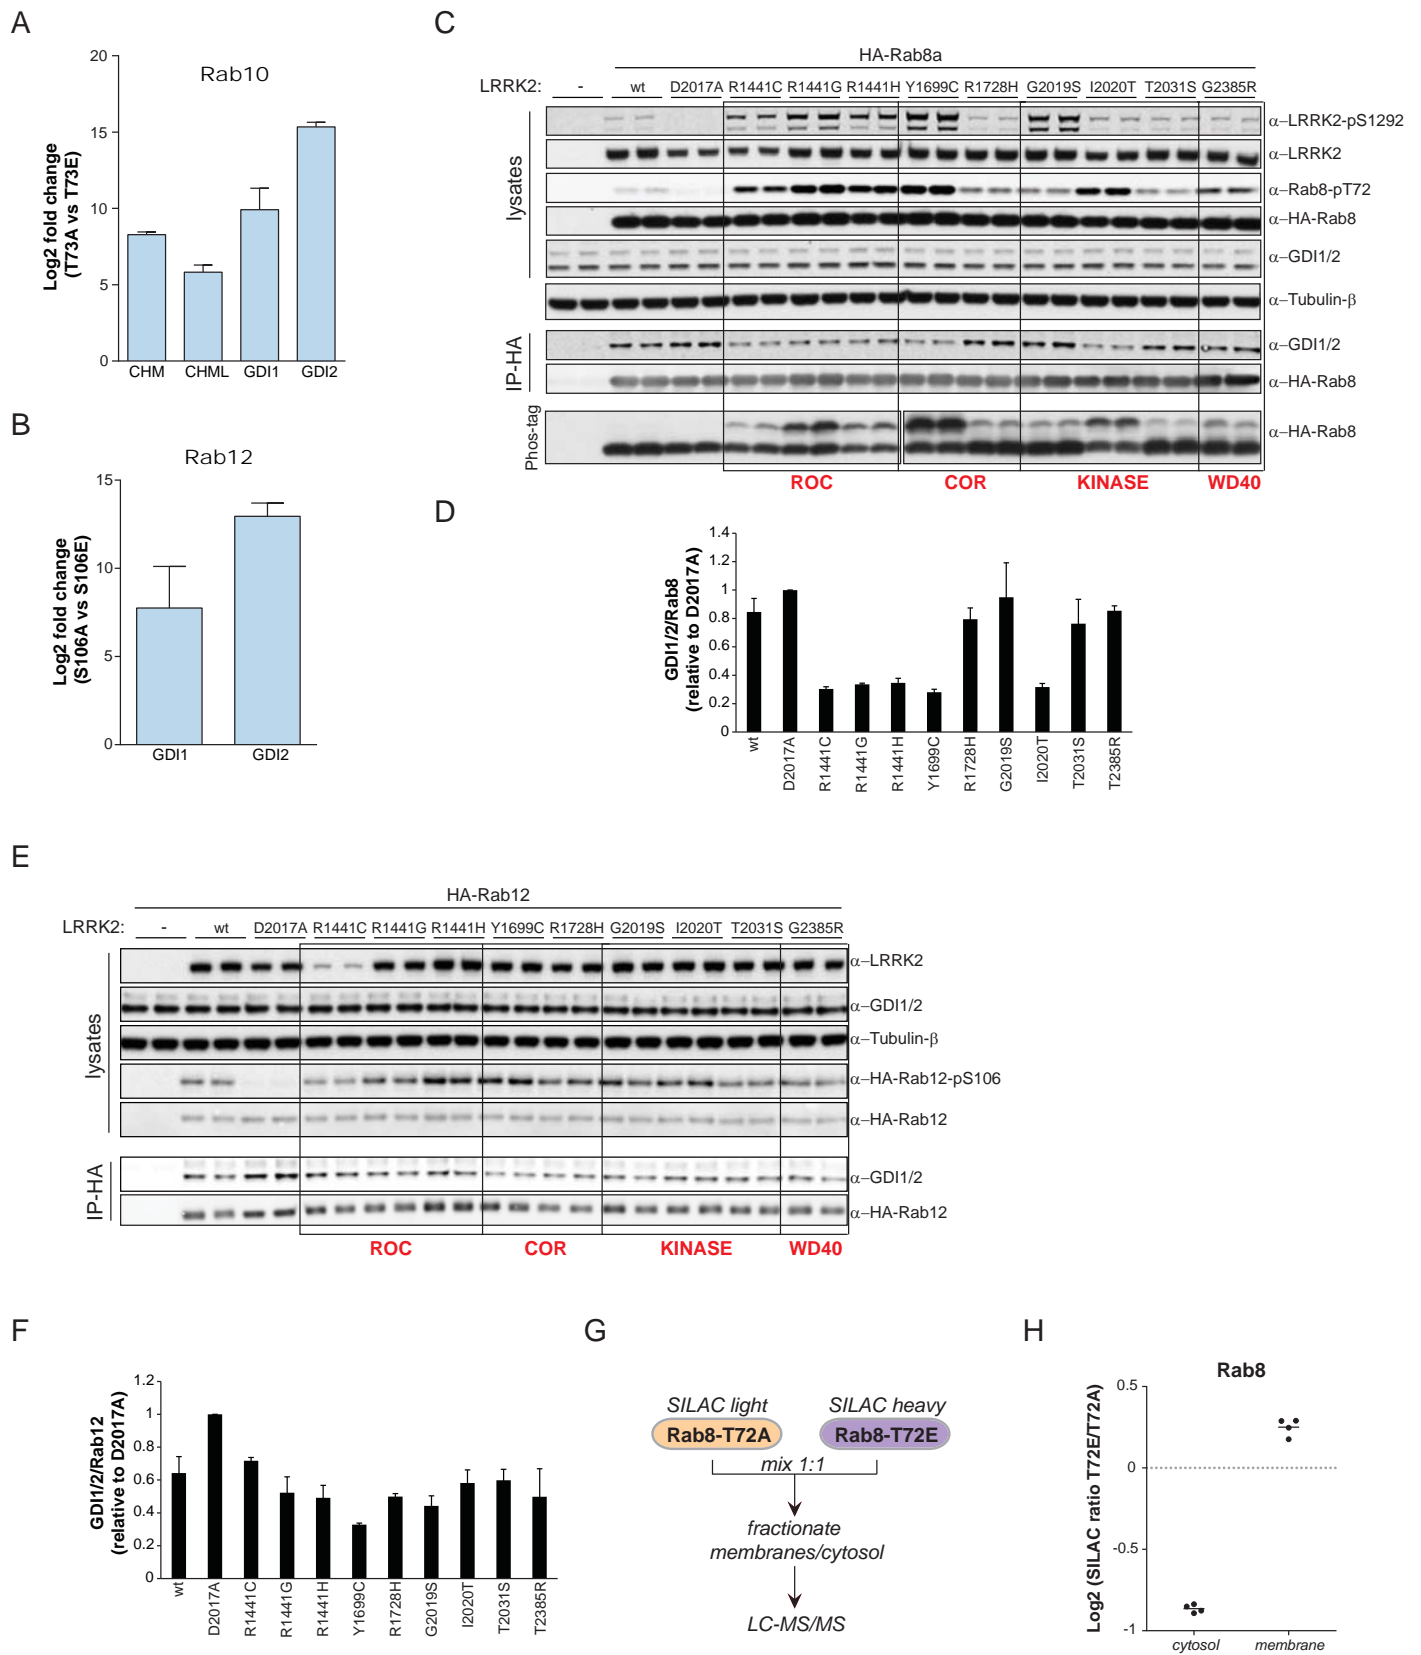 A
Rab10
Log2 fold change
(T73A vs T73E)
20
15
10
5
0
CHM CHML GDI1 GDI2
B
Rab12
Log2 fold change
(S106A vs S106E)
15
10
5
0
GDI1 GDI2
C
HA-Rab8a
LRRK2: - wt D2017A R1441C R1441G R1441H Y1699C R1728H G2019S I2020T T2031S G2385R
lysates
α–LRRK2-pS1292
α–LRRK2
α–Rab8-pT72
α–HA-Rab8
α–GDI1/2
α–Tubulin-β
IP-HA
α–GDI1/2
α–HA-Rab8
Phos-tag
α–HA-Rab8
ROC COR KINASE WD40
D
GDI1/2/Rab8
(relative to D2017A)
1.4
1.2
1
0.8
0.6
0.4
0.2
0
wt D2017A R1441C R1441G R1441H Y1699C R1728H G2019S I2020T T2031S T2385R
E
HA-Rab12
LRRK2: - wt D2017A R1441C R1441G R1441H Y1699C R1728H G2019S I2020T T2031S G2385R
lysates
α–LRRK2
α–GDI1/2
α–Tubulin-β
α–HA-Rab12-pS106
α–HA-Rab12
IP-HA
α–GDI1/2
α–HA-Rab12
ROC COR KINASE WD40
F
GDI1/2/Rab12
(relative to D2017A)
1.2
1
0.8
0.6
0.4
0.2
0
wt D2017A R1441C R1441G R1441H Y1699C R1728H G2019S I2020T T2031S T2385R
G
SILAC light SILAC heavy
Rab8-T72A Rab8-T72E
mix 1:1
fractionate
membranes/cytosol
LC-MS/MS
H
Rab8
Log2 (SILAC ratio T72E/T72A)
0.5
0
-0.5
-1
cytosol membrane